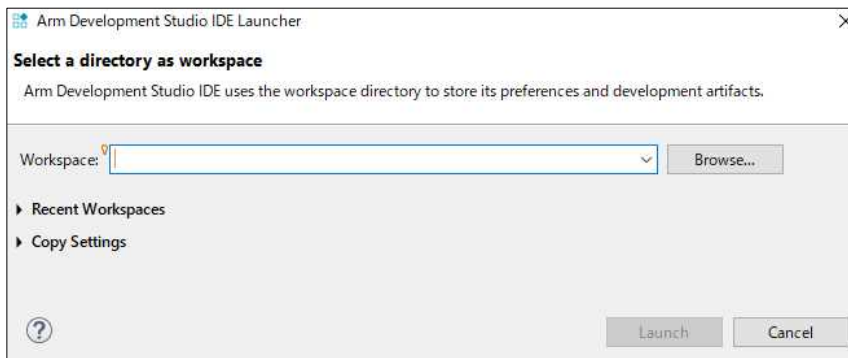 Arm Development Studio IDE Launcher
Select a directory as workspace
Arm Development Studio IDE uses the workspace directory to store its preferences and development artifacts.
Workspace:
Browse...
Recent Workspaces
Copy Settings
?
Launch
Cancel